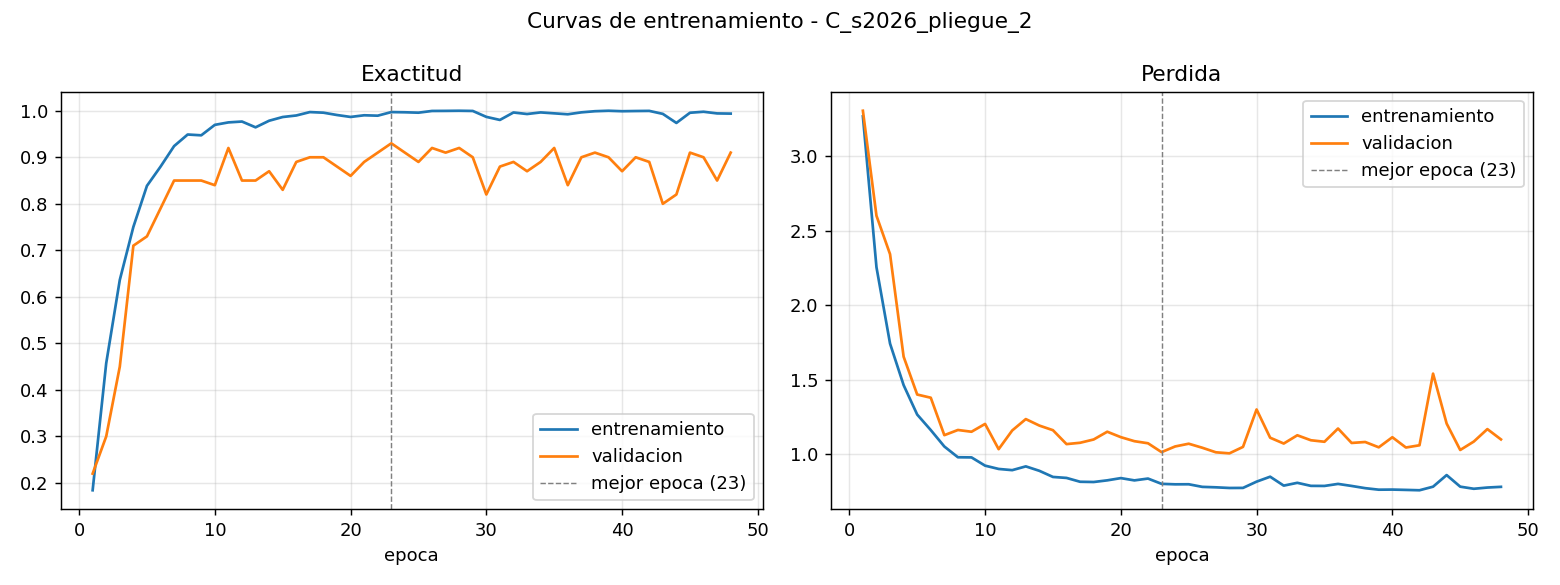 Curvas de entrenamiento - C_s2026_pliegue_2
Exactitud
1.0
0.9
0.8
0.7
0.6
0.5
0.4
0.3
0.2
0 10 20 30 40 50
epoca
entrenamiento
validacion
mejor epoca (23)
Perdida
3.0
2.5
2.0
1.5
1.0
0 10 20 30 40 50
epoca
entrenamiento
validacion
mejor epoca (23)